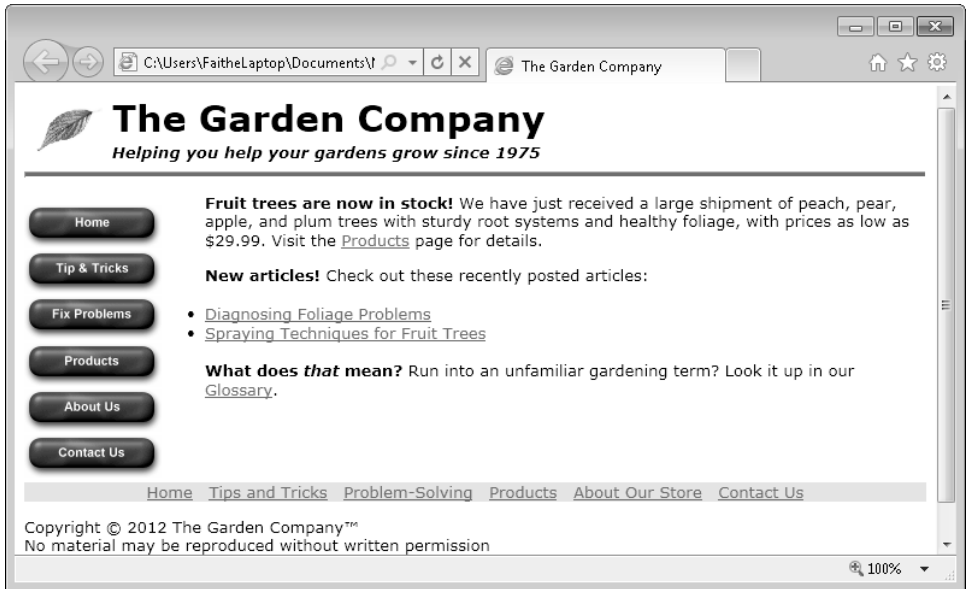 C:\Users\FaitheLaptop\Documents\
The Garden Company
The Garden Company
Helping you help your gardens grow since 1975
Home
Tip & Tricks
Fix Problems
Products
About Us
Contact Us
Fruit trees are now in stock! We have just received a large shipment of peach, pear,
apple, and plum trees with sturdy root systems and healthy foliage, with prices as low as
$29.99. Visit the Products page for details.
New articles! Check out these recently posted articles:
• Diagnosing Foliage Problems
• Spraying Techniques for Fruit Trees
What does that mean? Run into an unfamiliar gardening term? Look it up in our
Glossary.
Home Tips and Tricks Problem-Solving Products About Our Store Contact Us
Copyright © 2012 The Garden Company™
No material may be reproduced without written permission
100%